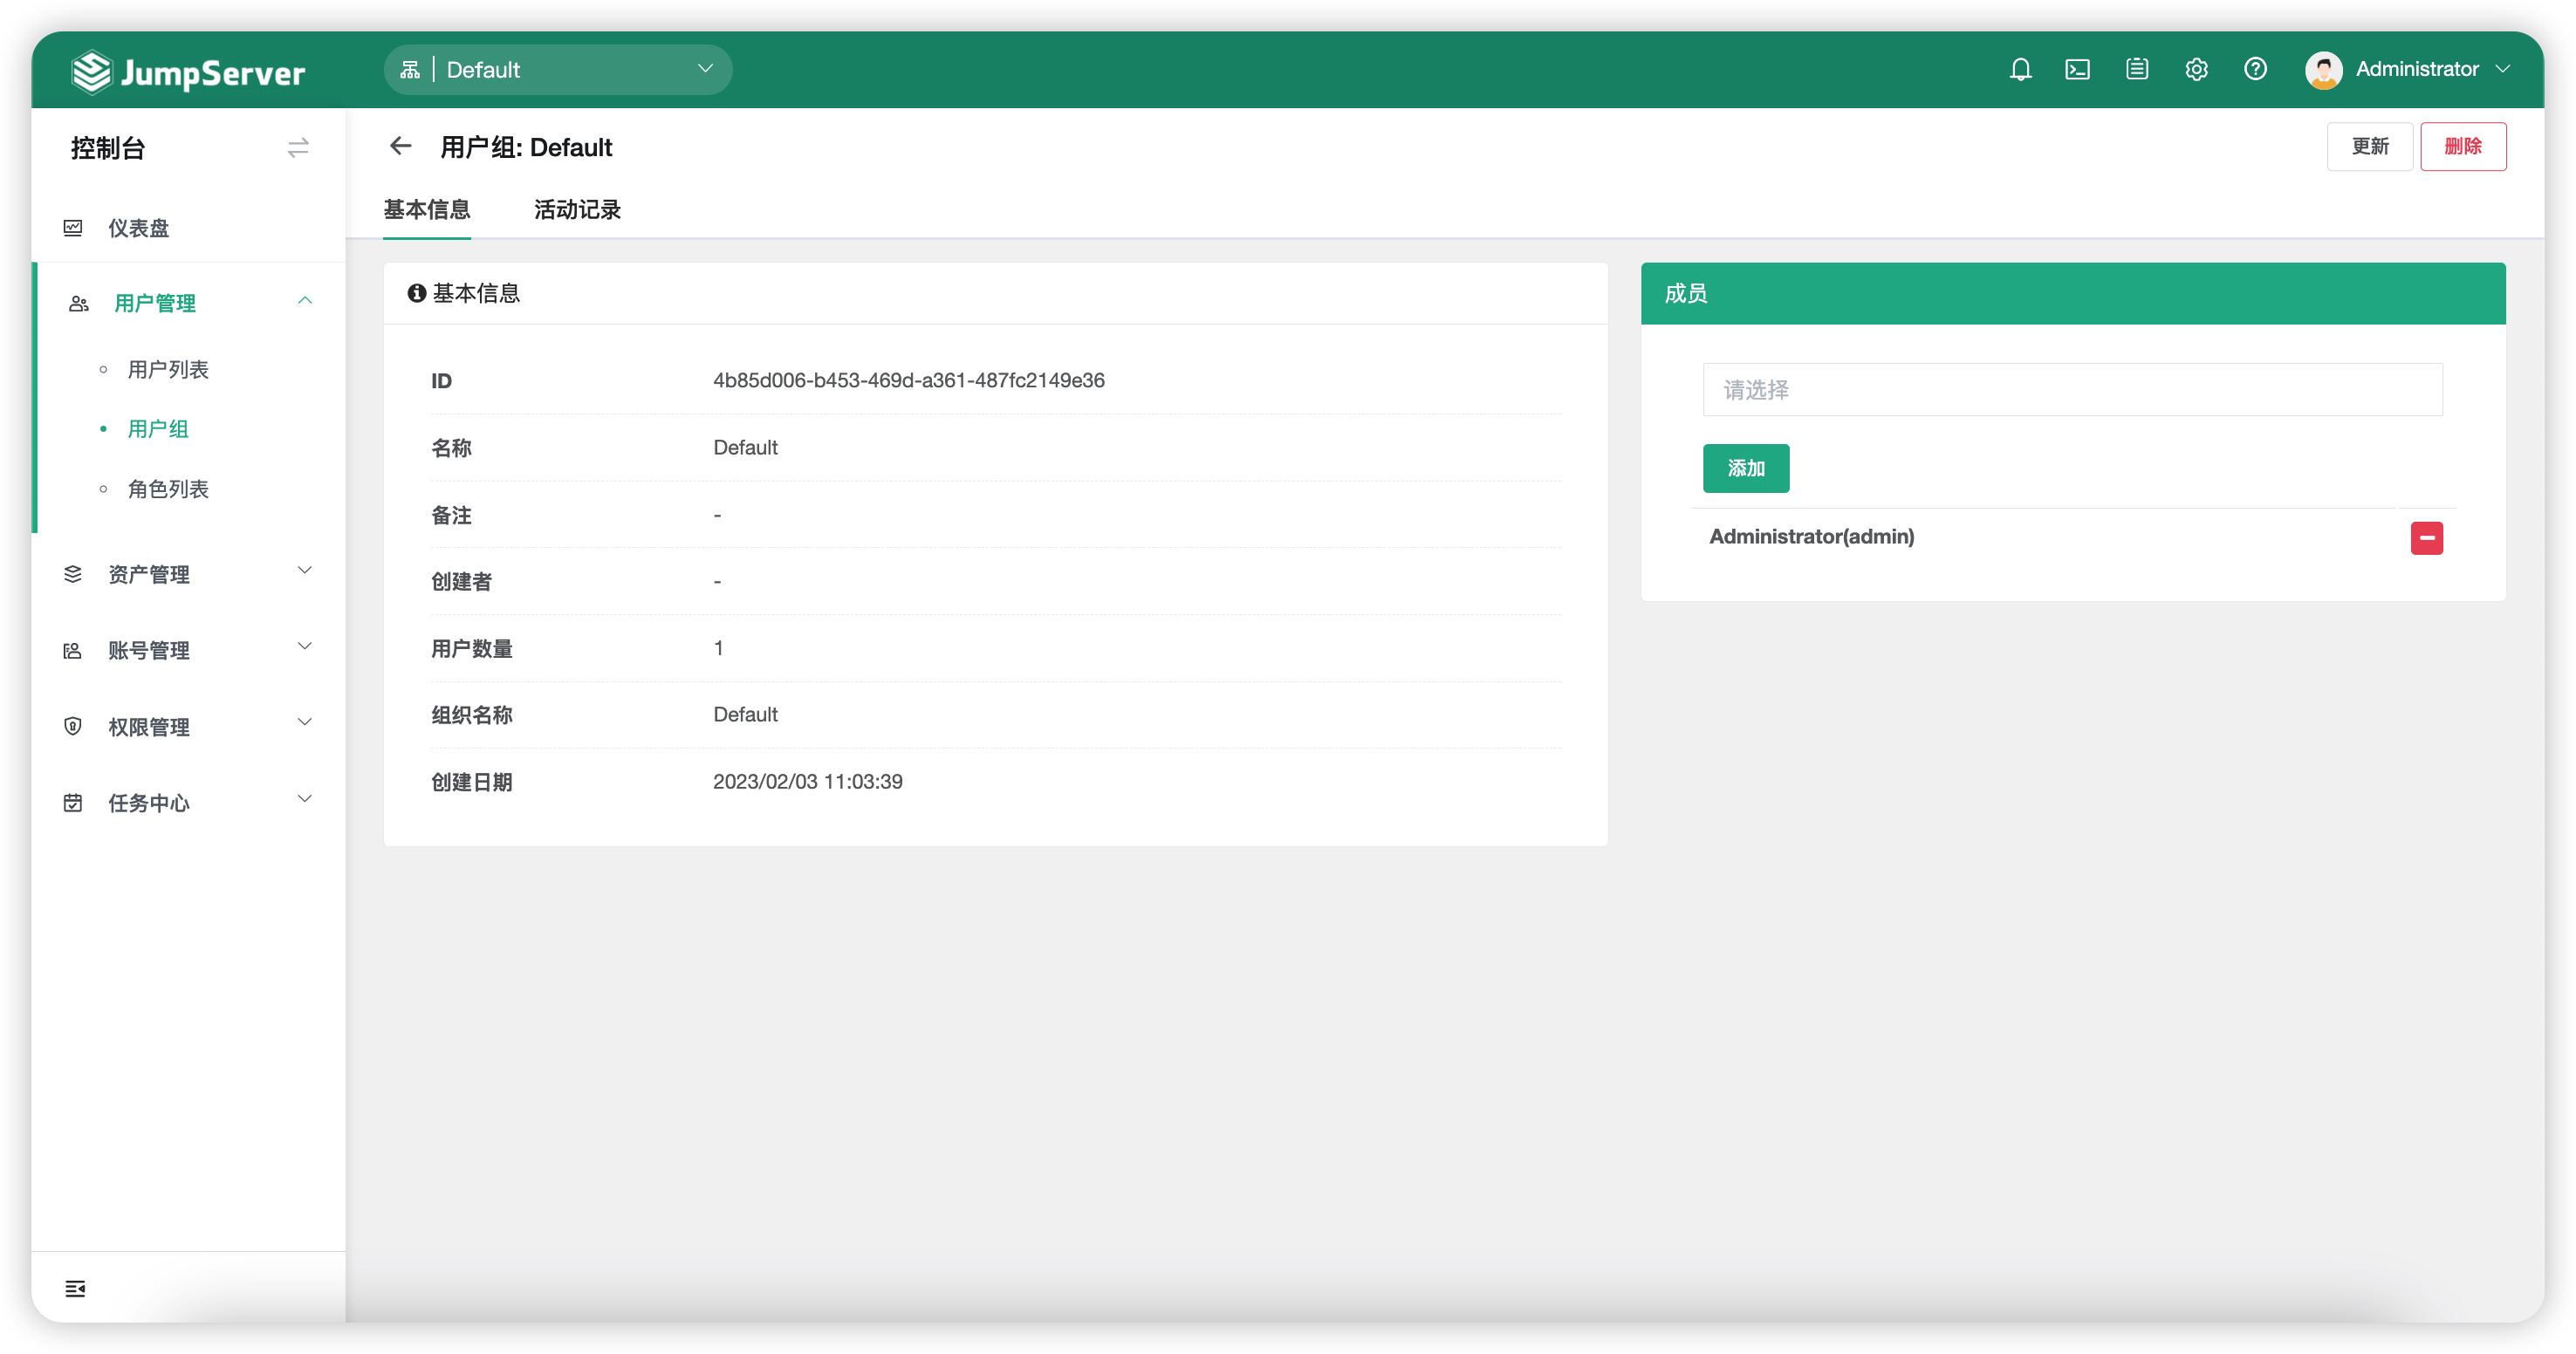 JumpServer
Default
Administrator
控制台
用户组: Default
更新
删除
基本信息
活动记录
仪表盘
用户管理
用户列表
用户组
角色列表
资产管理
账号管理
权限管理
任务中心
基本信息
ID 4b85d006-b453-469d-a361-487fc2149e36
名称 Default
备注 -
创建者 -
用户数量 1
组织名称 Default
创建日期 2023/02/03 11:03:39
成员
请选择
添加
Administrator(admin)